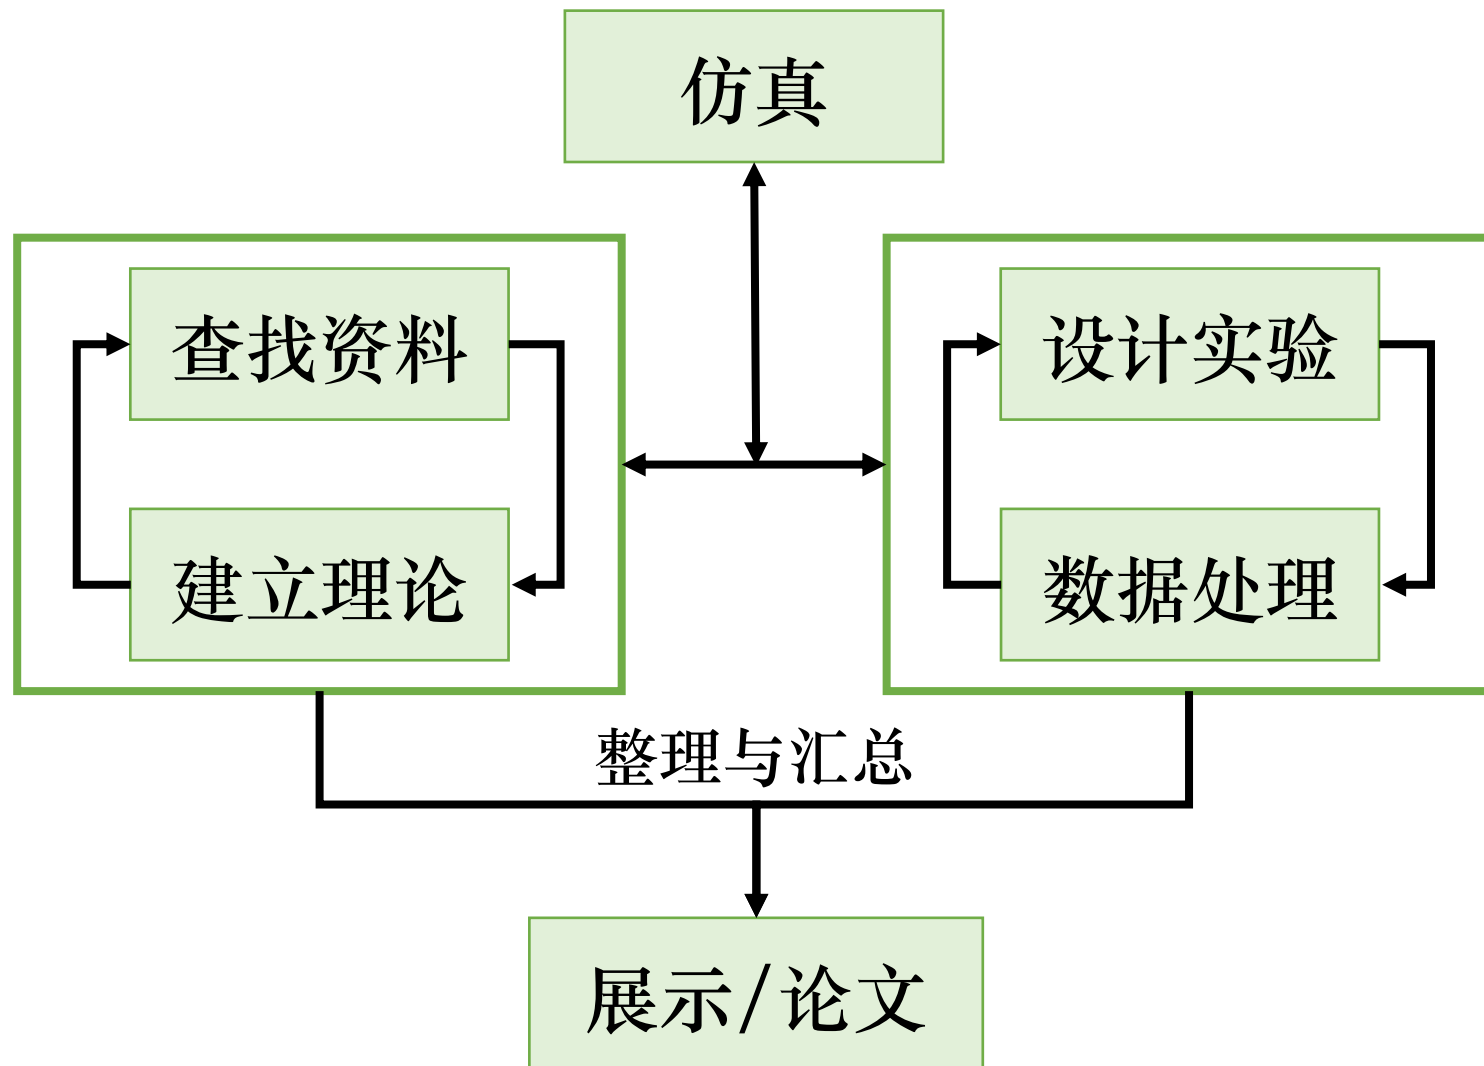 仿真
查找资料
设计实验
建立理论
数据处理
整理与汇总
展示/论文